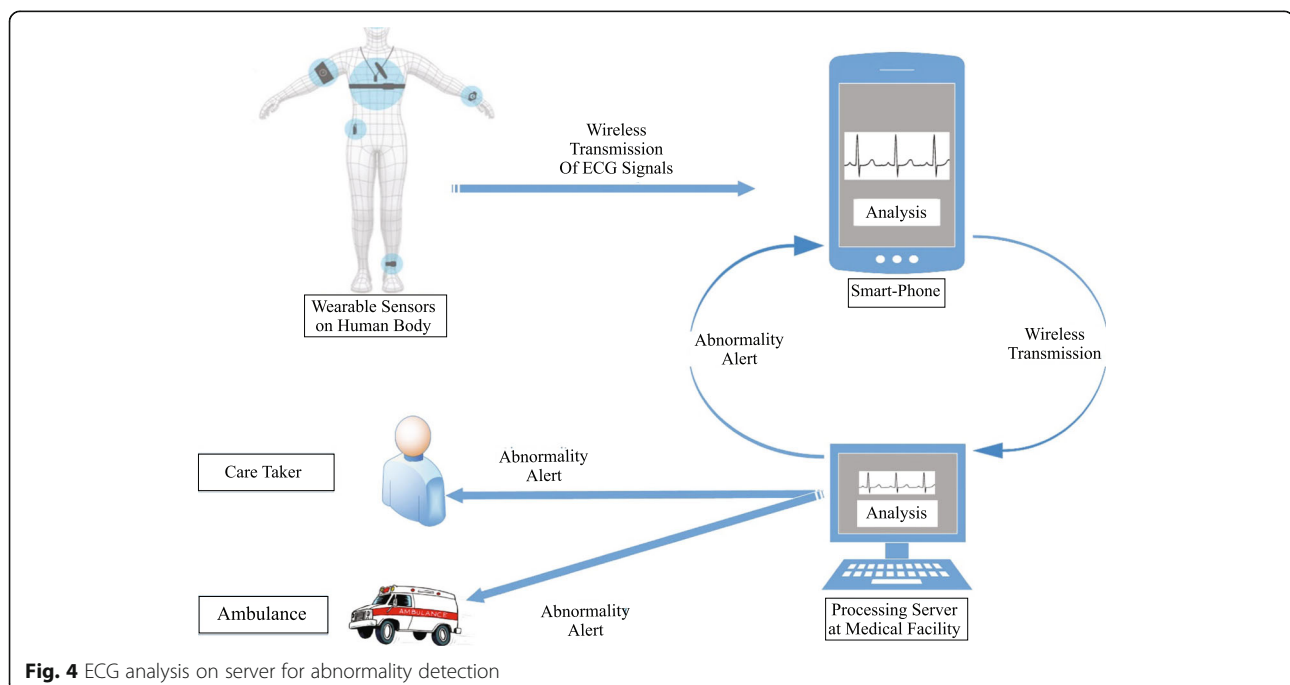 Wireless
Transmission
Of ECG Signals
Analysis
Smart-Phone
Wearable Sensors
on Human Body
Abnormality
Alert
Wireless
Transmission
Care Taker
Abnormality
Alert
Analysis
Ambulance
AMBULANCE
Abnormality
Alert
Processing Server
at Medical Facility
Fig. 4 ECG analysis on server for abnormality detection